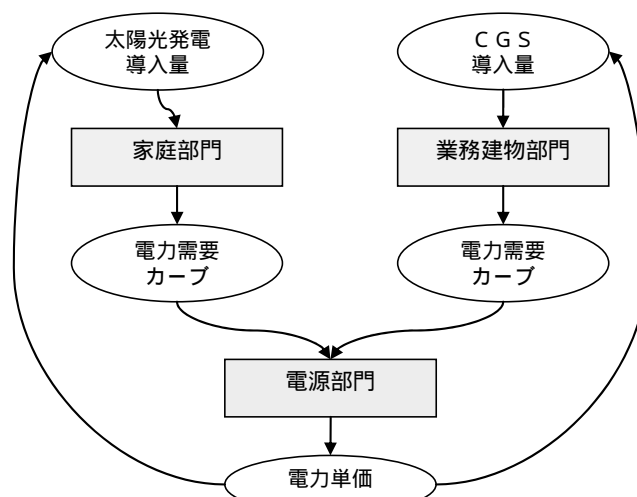 太陽光発電
導入量
ＣＧＳ
導入量
家庭部門
業務建物部門
電力需要
カーブ
電力需要
カーブ
電源部門
電力単価